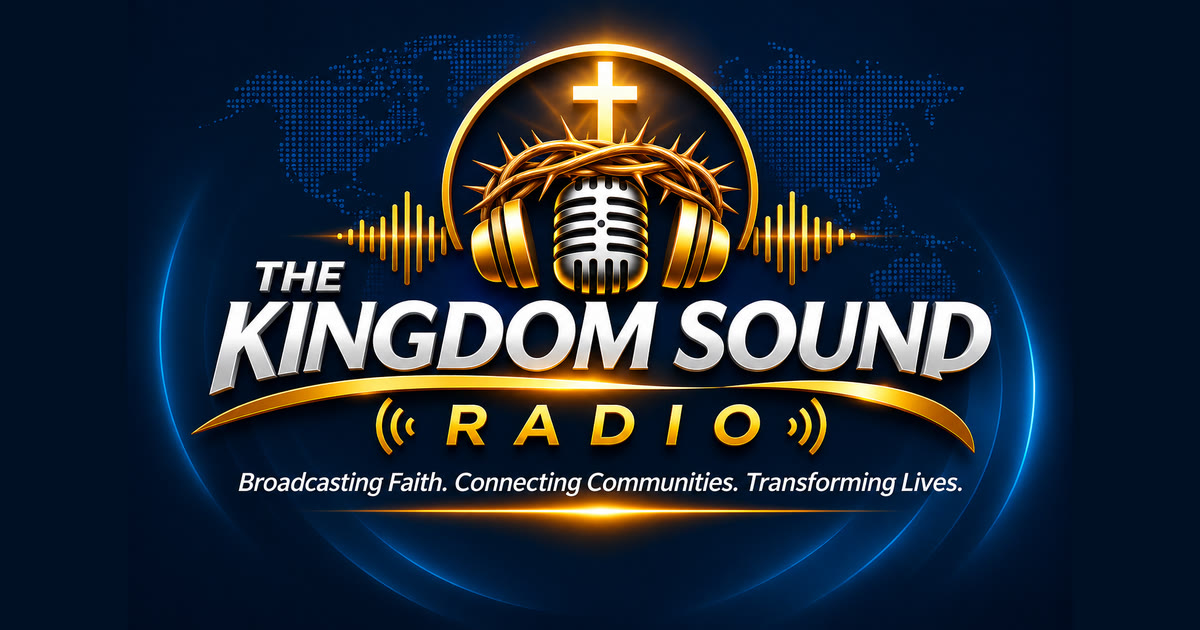 THE
KINGDOM SOUND
RADIO
Broadcasting Faith. Connecting Communities. Transforming Lives.